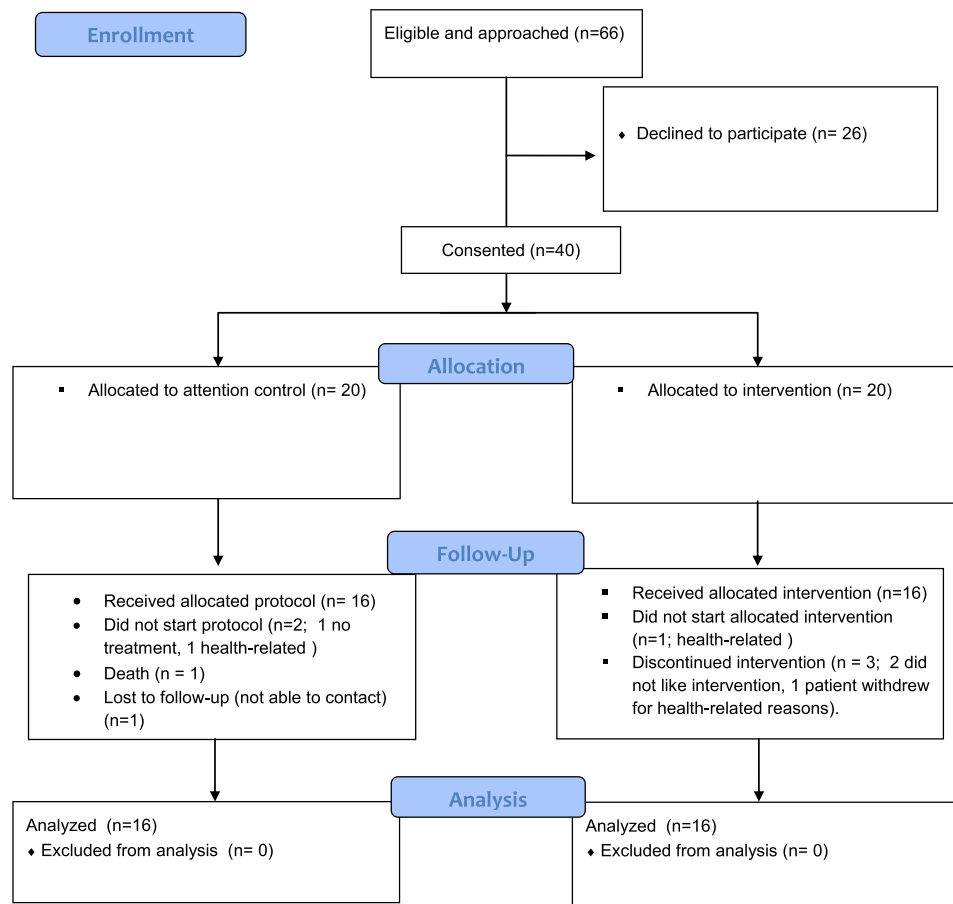 Enrollment
Eligible and approached (n=66)
♦ Declined to participate (n= 26)
Consented (n=40)
Allocation
▪ Allocated to attention control (n= 20)
▪ Allocated to intervention (n= 20)
Follow-Up
• Received allocated protocol (n= 16)
• Did not start protocol (n=2; 1 no
treatment, 1 health-related )
• Death (n = 1)
• Lost to follow-up (not able to contact)
(n=1)
▪ Received allocated intervention (n=16)
▪ Did not start allocated intervention
(n=1; health-related )
▪ Discontinued intervention (n = 3; 2 did
not like intervention, 1 patient withdrew
for health-related reasons).
Analysis
Analyzed (n=16)
♦ Excluded from analysis (n= 0)
Analyzed (n=16)
♦ Excluded from analysis (n= 0)